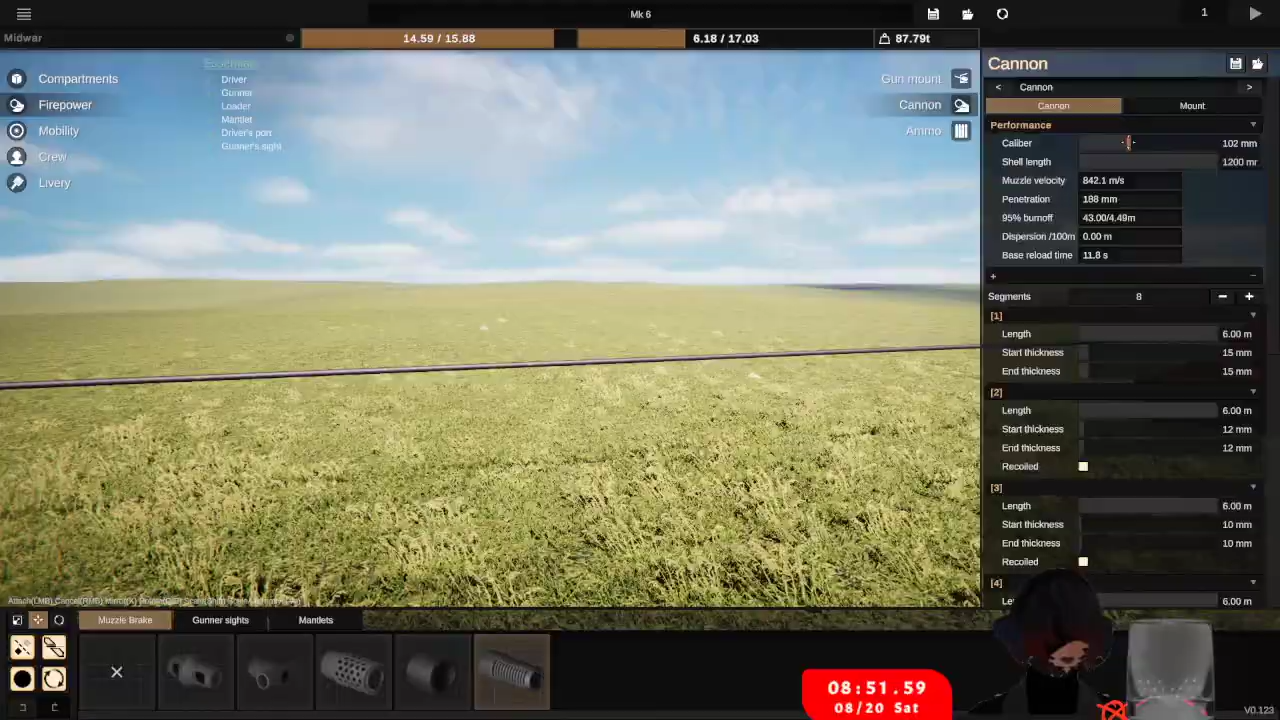 Mk 6
1
Midwar
14.59 / 15.88
6.18 / 17.03
87.79t
Compartments
Firepower
Mobility
Crew
Livery
Driver
Gunner
Loader
Mantlet
Driver's port
Gunner's sight
Gun mount
Cannon
Ammo
Cannon
< Cannon >
Cannon Mount
Performance
Caliber 102 mm
Shell length 1200 mr
Muzzle velocity 842.1 m/s
Penetration 188 mm
95% burnoff 43.00/4.49m
Dispersion /100m 0.00 m
Base reload time 11.8 s
+ −
Segments 8 − +
[1]
Length 6.00 m
Start thickness 15 mm
End thickness 15 mm
[2]
Length 6.00 m
Start thickness 12 mm
End thickness 12 mm
Recoiled
[3]
Length 6.00 m
Start thickness 10 mm
End thickness 10 mm
Recoiled
[4]
6.00 m
Muzzle Brake Gunner sights Mantlets
08:51.59
08/20 Sat
V0.123